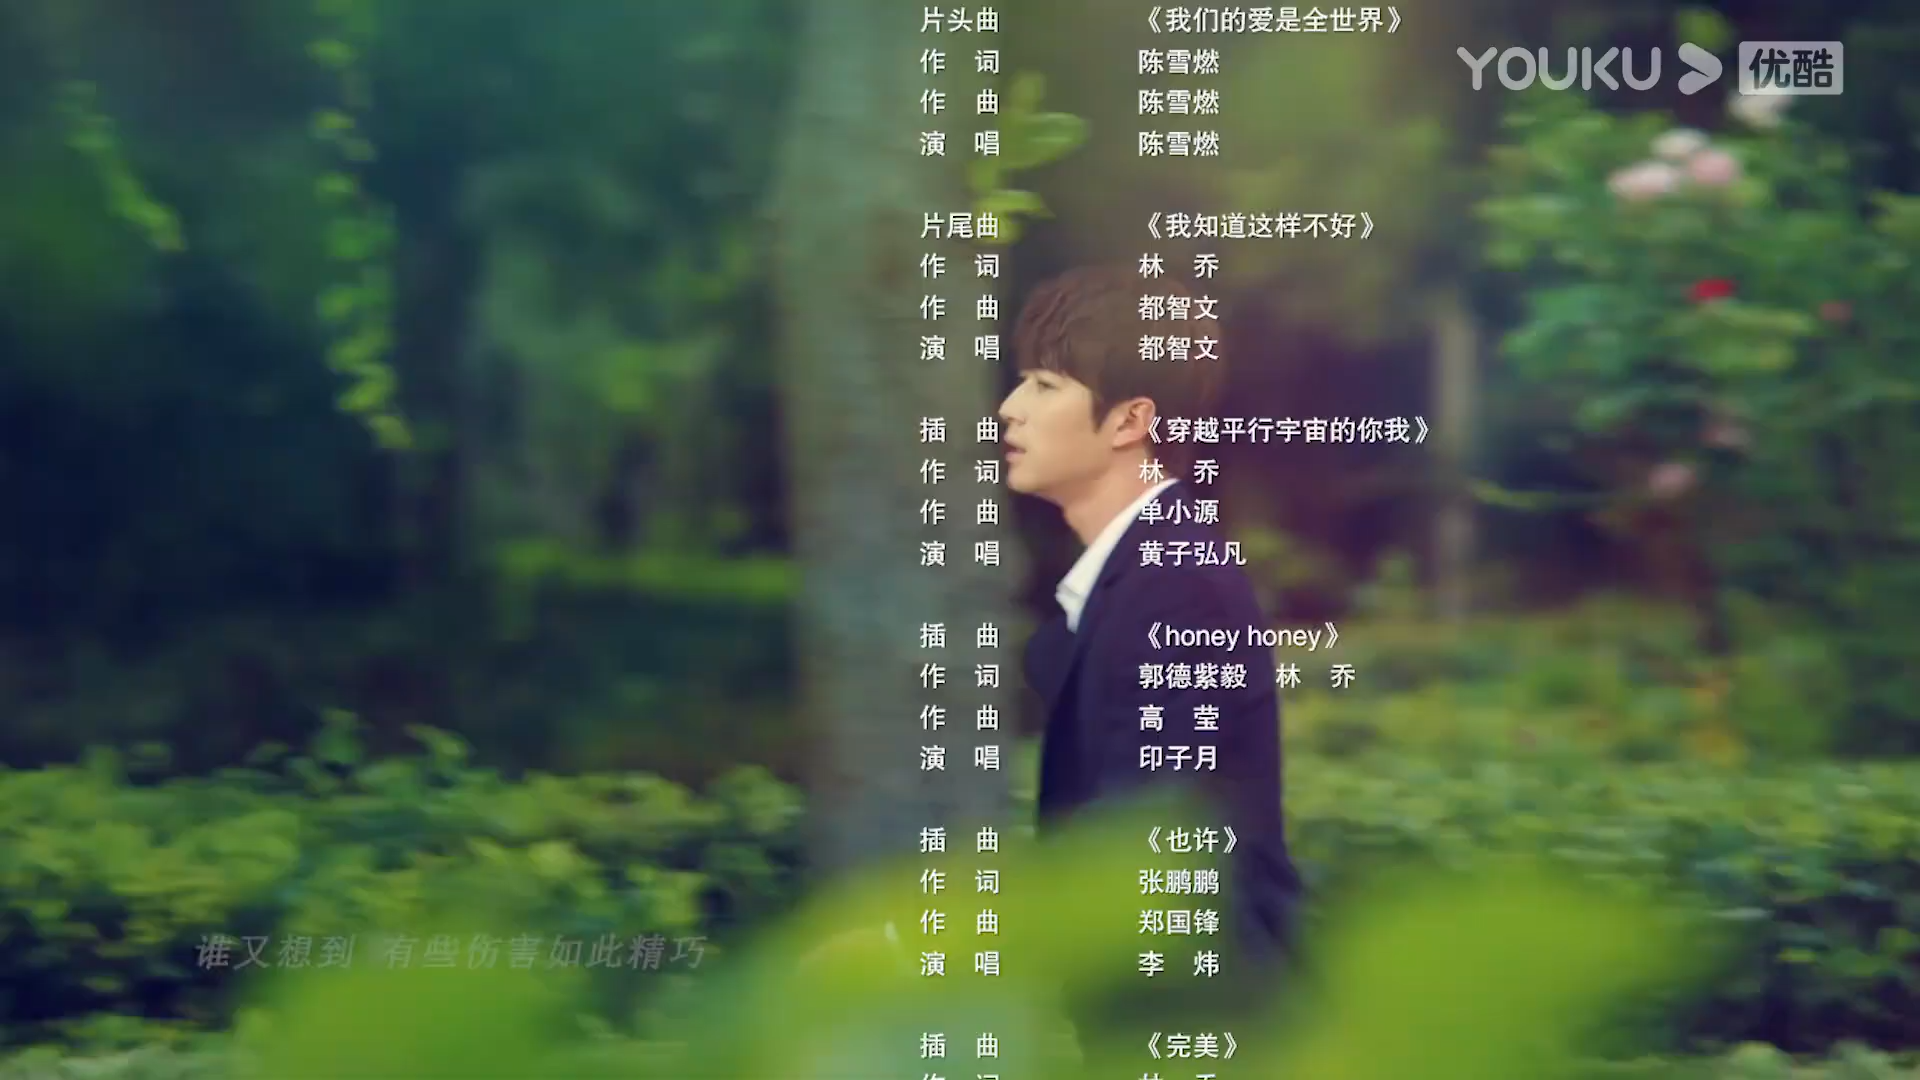 片头曲 《我们的爱是全世界》
作 词 陈雪燃
作 曲 陈雪燃
演 唱 陈雪燃
YOUKU 优酷
片尾曲 《我知道这样不好》
作 词 林 乔
作 曲 都智文
演 唱 都智文
插 曲 《穿越平行宇宙的你我》
作 词 林 乔
作 曲 单小源
演 唱 黄子弘凡
插 曲 《honey honey》
作 词 郭德紫毅 林 乔
作 曲 高 莹
演 唱 印子月
插 曲 《也许》
作 词 张鹏鹏
作 曲 郑国锋
演 唱 李 炜
谁又想到 有些伤害如此精巧
插 曲 《完美》